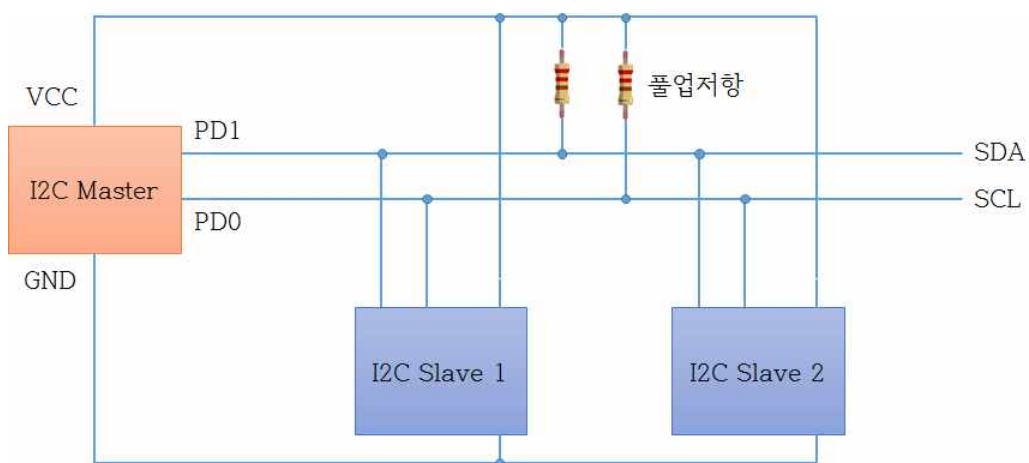 풀업저항
VCC
PD1
SDA
I2C Master
SCL
PD0
GND
I2C Slave 1
I2C Slave 2